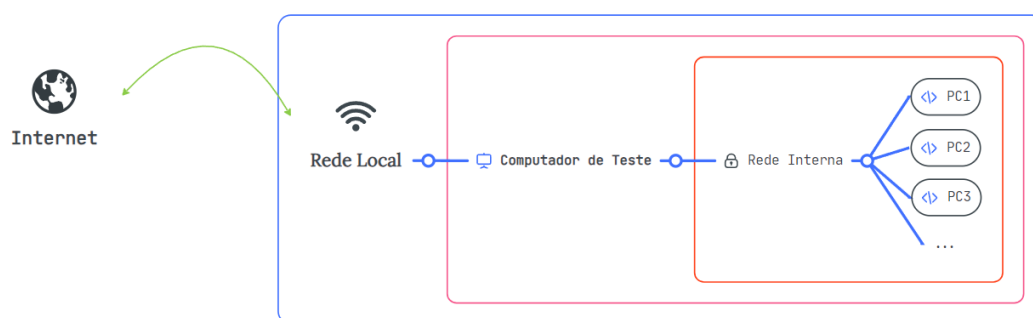 Internet
Rede Local
Computador de Teste
Rede Interna
</> PC1
</> PC2
</> PC3
...